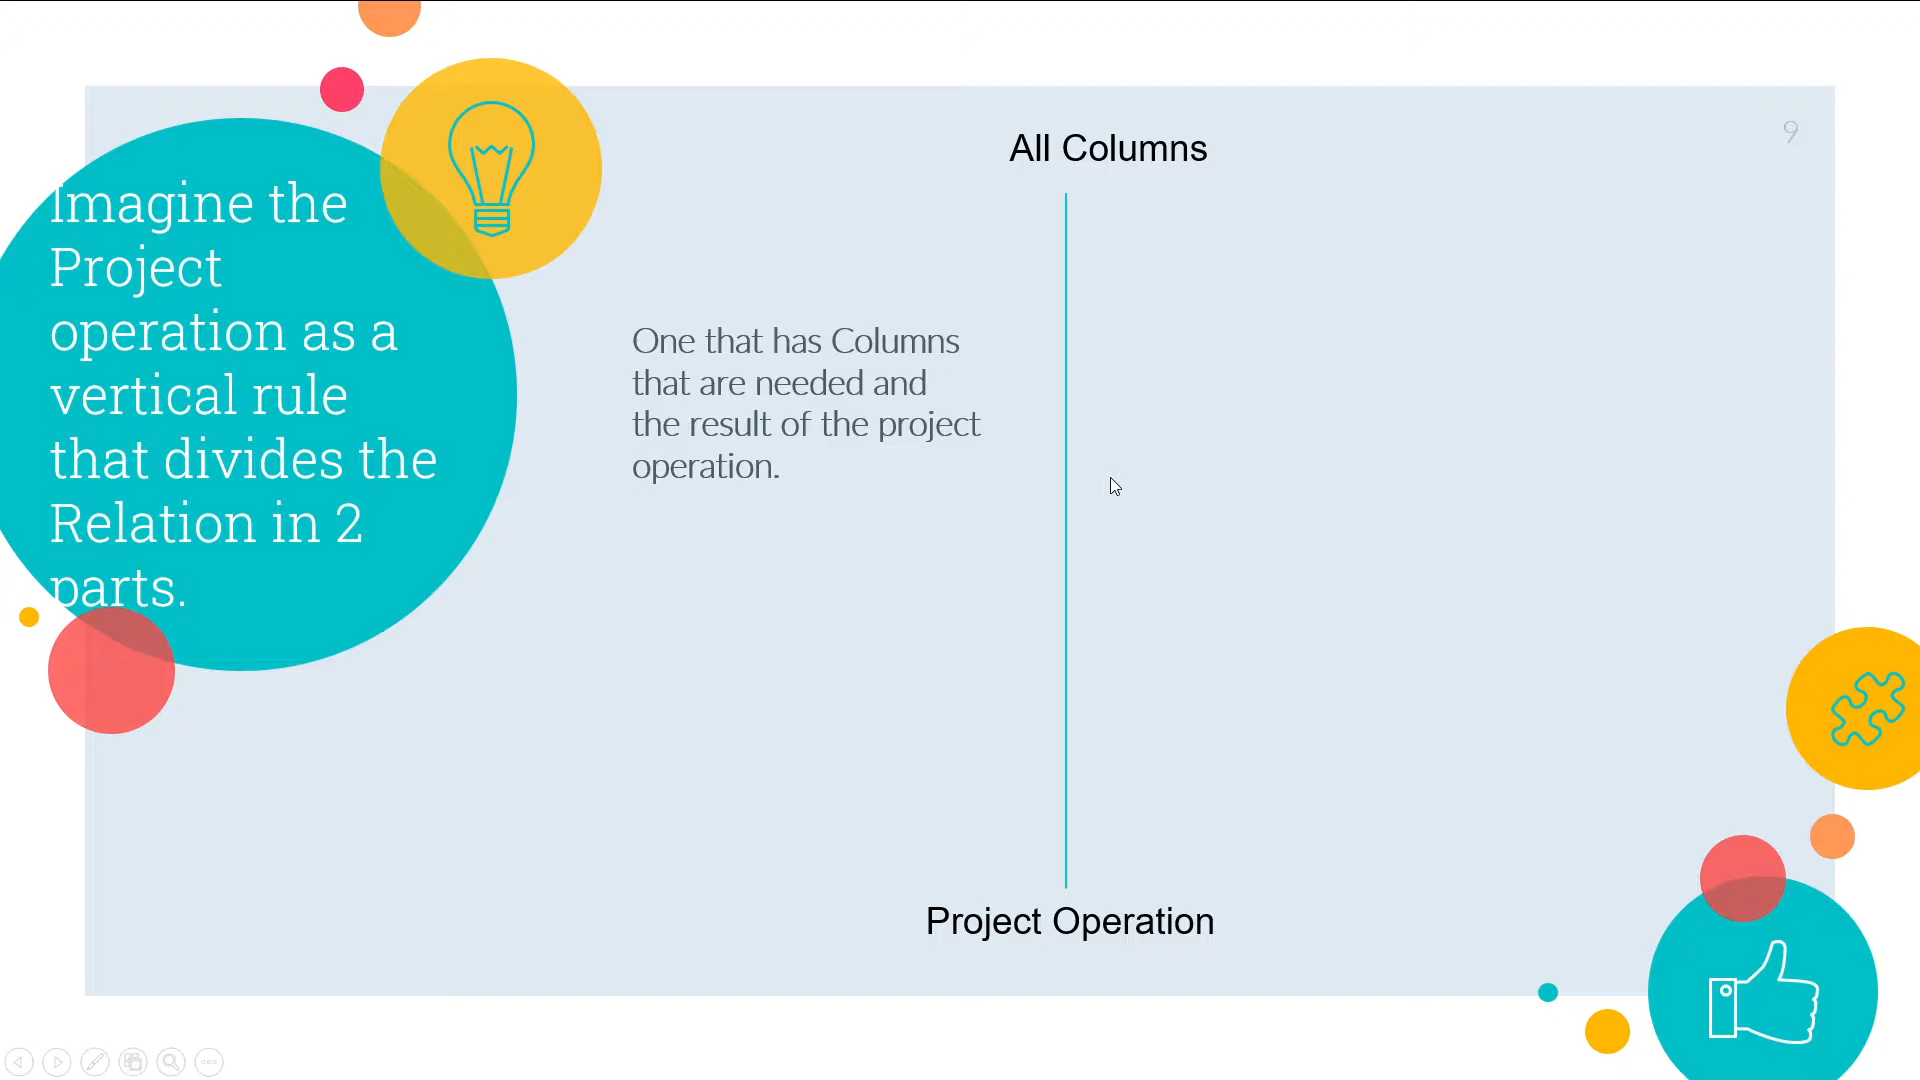 Imagine the
Project
operation as a
vertical rule
that divides the
Relation in 2
parts.
All Columns
9
One that has Columns
that are needed and
the result of the project
operation.
Project Operation